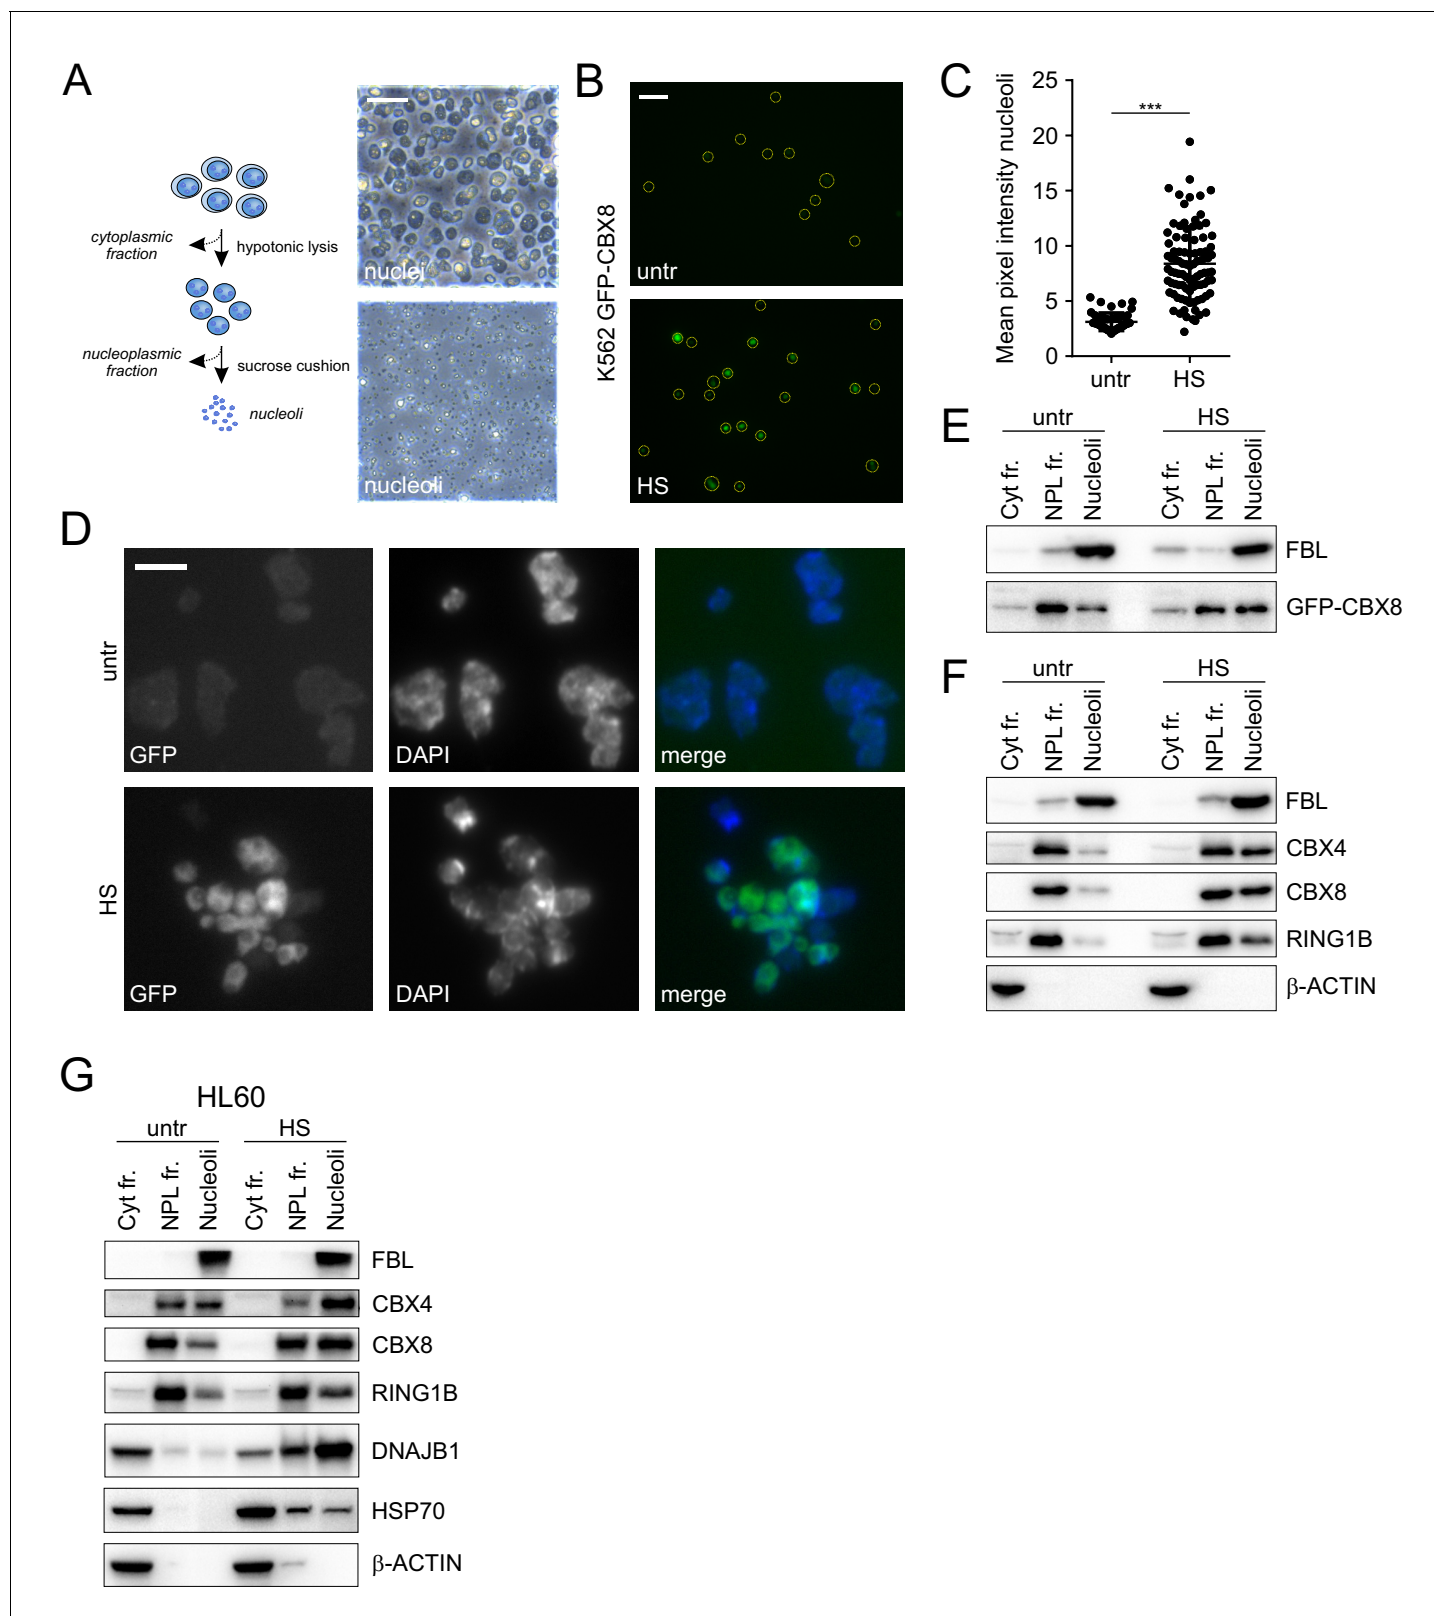 A
cytoplasmic
fraction
hypotonic lysis
nucleoplasmic
fraction
sucrose cushion
nucleoli
nuclei
nucleoli
B
K562 GFP-CBX8
untr
HS
C
Mean pixel intensity nucleoli
25
20
15
10
5
0
***
untr
HS
D
untr
GFP
DAPI
merge
HS
GFP
DAPI
merge
E
untr
HS
Cyt fr.
NPL fr.
Nucleoli
Cyt fr.
NPL fr.
Nucleoli
FBL
GFP-CBX8
F
untr
HS
Cyt fr.
NPL fr.
Nucleoli
Cyt fr.
NPL fr.
Nucleoli
FBL
CBX4
CBX8
RING1B
β-ACTIN
G
HL60
untr
HS
Cyt fr.
NPL fr.
Nucleoli
Cyt fr.
NPL fr.
Nucleoli
FBL
CBX4
CBX8
RING1B
DNAJB1
HSP70
β-ACTIN